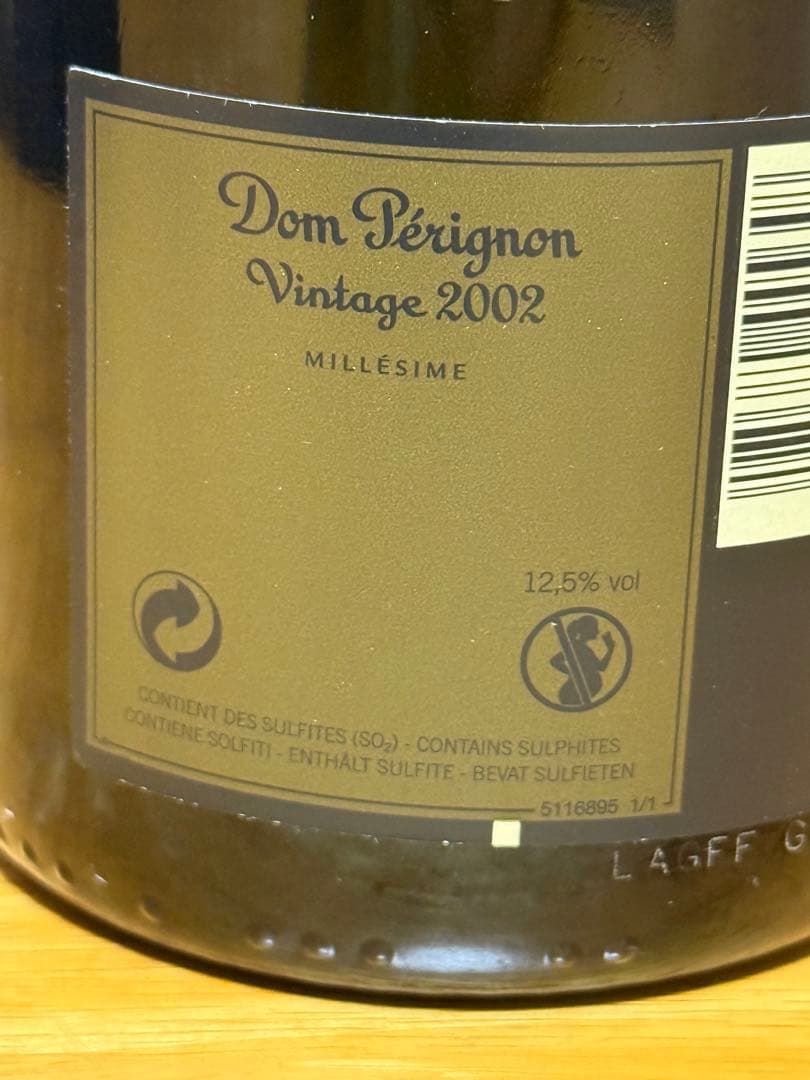 Dom Pérignon
Vintage 2002
MILLÉSIME
12,5% vol
CONTIENT DES SULFITES (SO₂) - CONTAINS SULPHITES
CONTIENE SOLFITI - ENTHÄLT SULFITE - BEVAT SULFIETEN
5116895 1/1